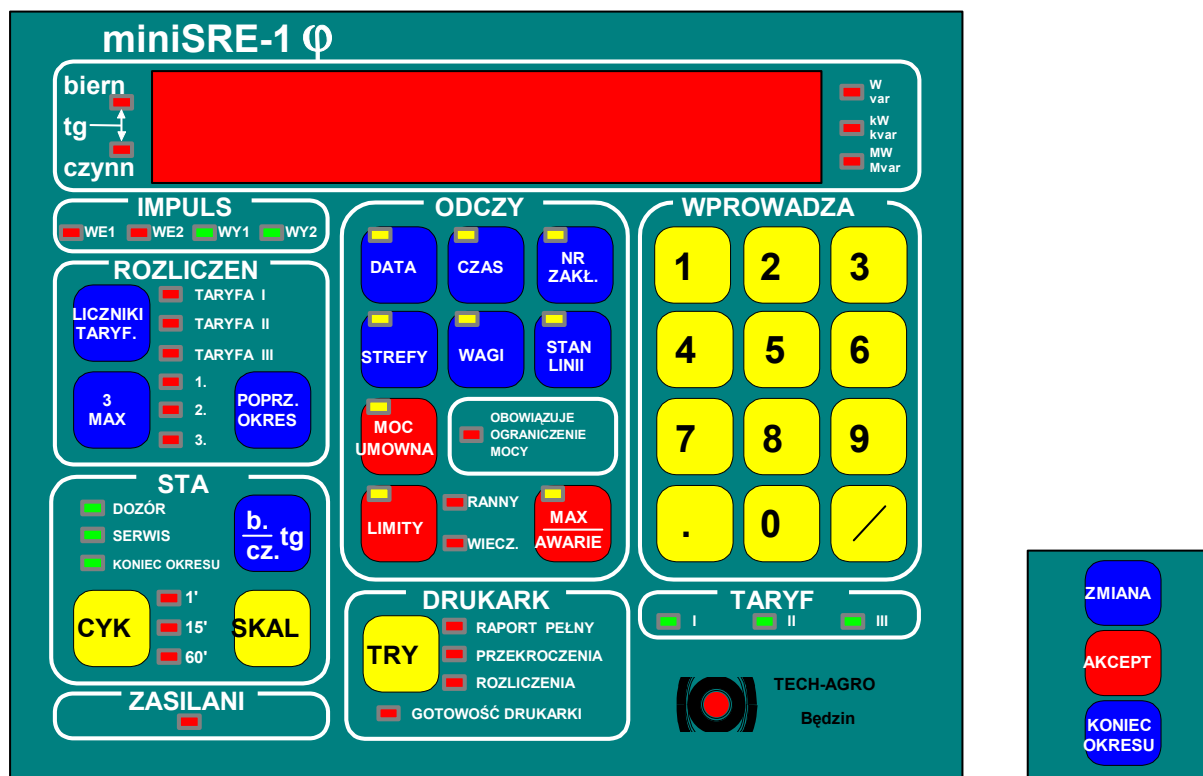 miniSRE-1 φ
biern
tg
czynn
W
var
kW
kvar
MW
Mvar
IMPULS
WE1 WE2 WY1 WY2
ROZLICZEN
LICZNIKI
TARYF.
TARYFA I
TARYFA II
TARYFA III
3
MAX
1.
2.
3.
POPRZ.
OKRES
STA
DOZÓR
SERWIS
KONIEC OKRESU
b.
cz.
tg
CYK
1'
15'
60'
SKAL
ZASILANI
ODCZY
DATA
CZAS
NR
ZAKŁ.
STREFY
WAGI
STAN
LINII
MOC
UMOWNA
OBOWIĄZUJE
OGRANICZENIE
MOCY
LIMITY
RANNY
WIECZ.
MAX
AWARIE
DRUKARK
TRY
RAPORT PEŁNY
PRZEKROCZENIA
ROZLICZENIA
GOTOWOŚĆ DRUKARKI
WPROWADZA
1 2 3
4 5 6
7 8 9
. 0 /
TARYF
I II III
TECH-AGRO
Będzin
ZMIANA
AKCEPT
KONIEC
OKRESU